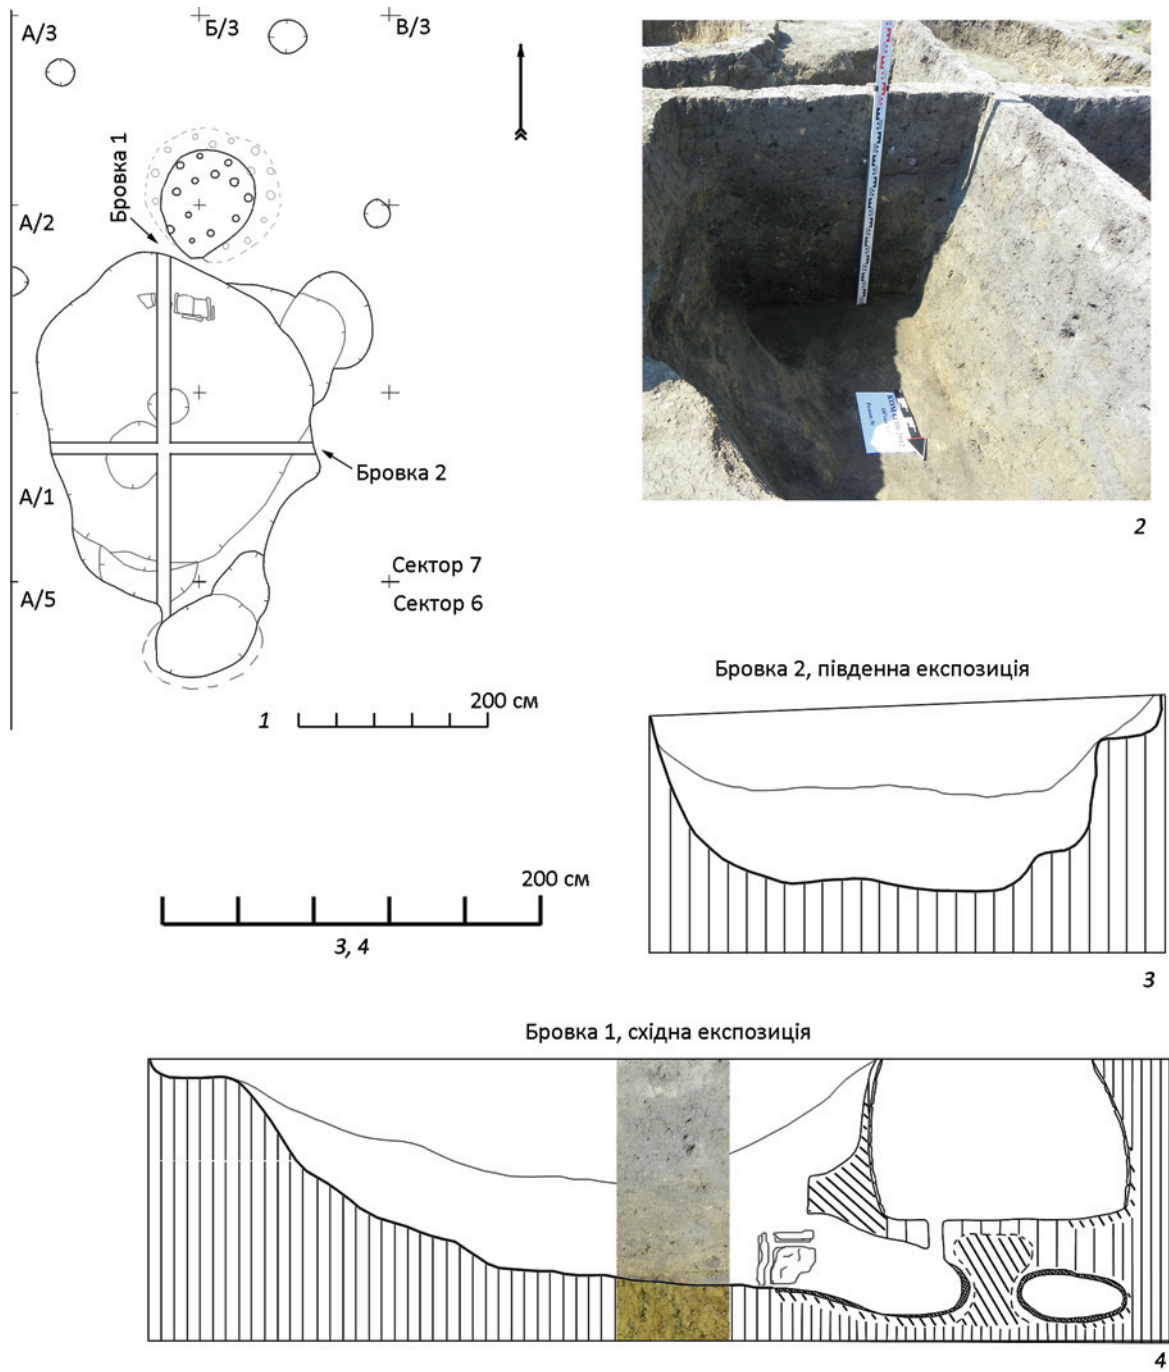 А/3
Б/3
В/3
Бровка 1
А/2
Бровка 2
А/1
Сектор 7
А/5
Сектор 6
200 см
1
2
Бровка 2, південна експозиція
3
200 см
3, 4
Бровка 1, східна експозиція
4